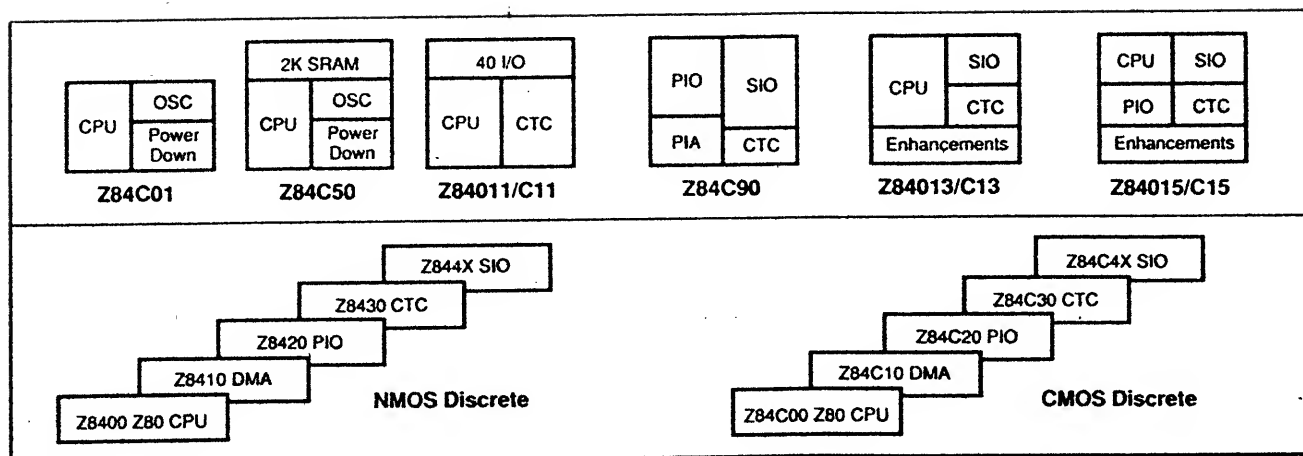 CPU
OSC
Power
Down
Z84C01
2K SRAM
CPU
OSC
Power
Down
Z84C50
40 I/O
CPU
CTC
Z84011/C11
PIO
SIO
PIA
CTC
Z84C90
CPU
SIO
CTC
Enhancements
Z84013/C13
CPU
SIO
PIO
CTC
Enhancements
Z84015/C15
Z844X SIO
Z8430 CTC
Z8420 PIO
Z8410 DMA
Z8400 Z80 CPU
NMOS Discrete
Z84C4X SIO
Z84C30 CTC
Z84C20 PIO
Z84C10 DMA
Z84C00 Z80 CPU
CMOS Discrete